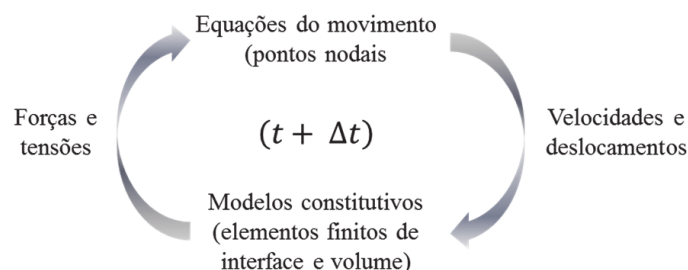 Equações do movimento
(pontos nodais
Forças e
tensões
(t + Δt)
Velocidades e
deslocamentos
Modelos constitutivos
(elementos finitos de
interface e volume)